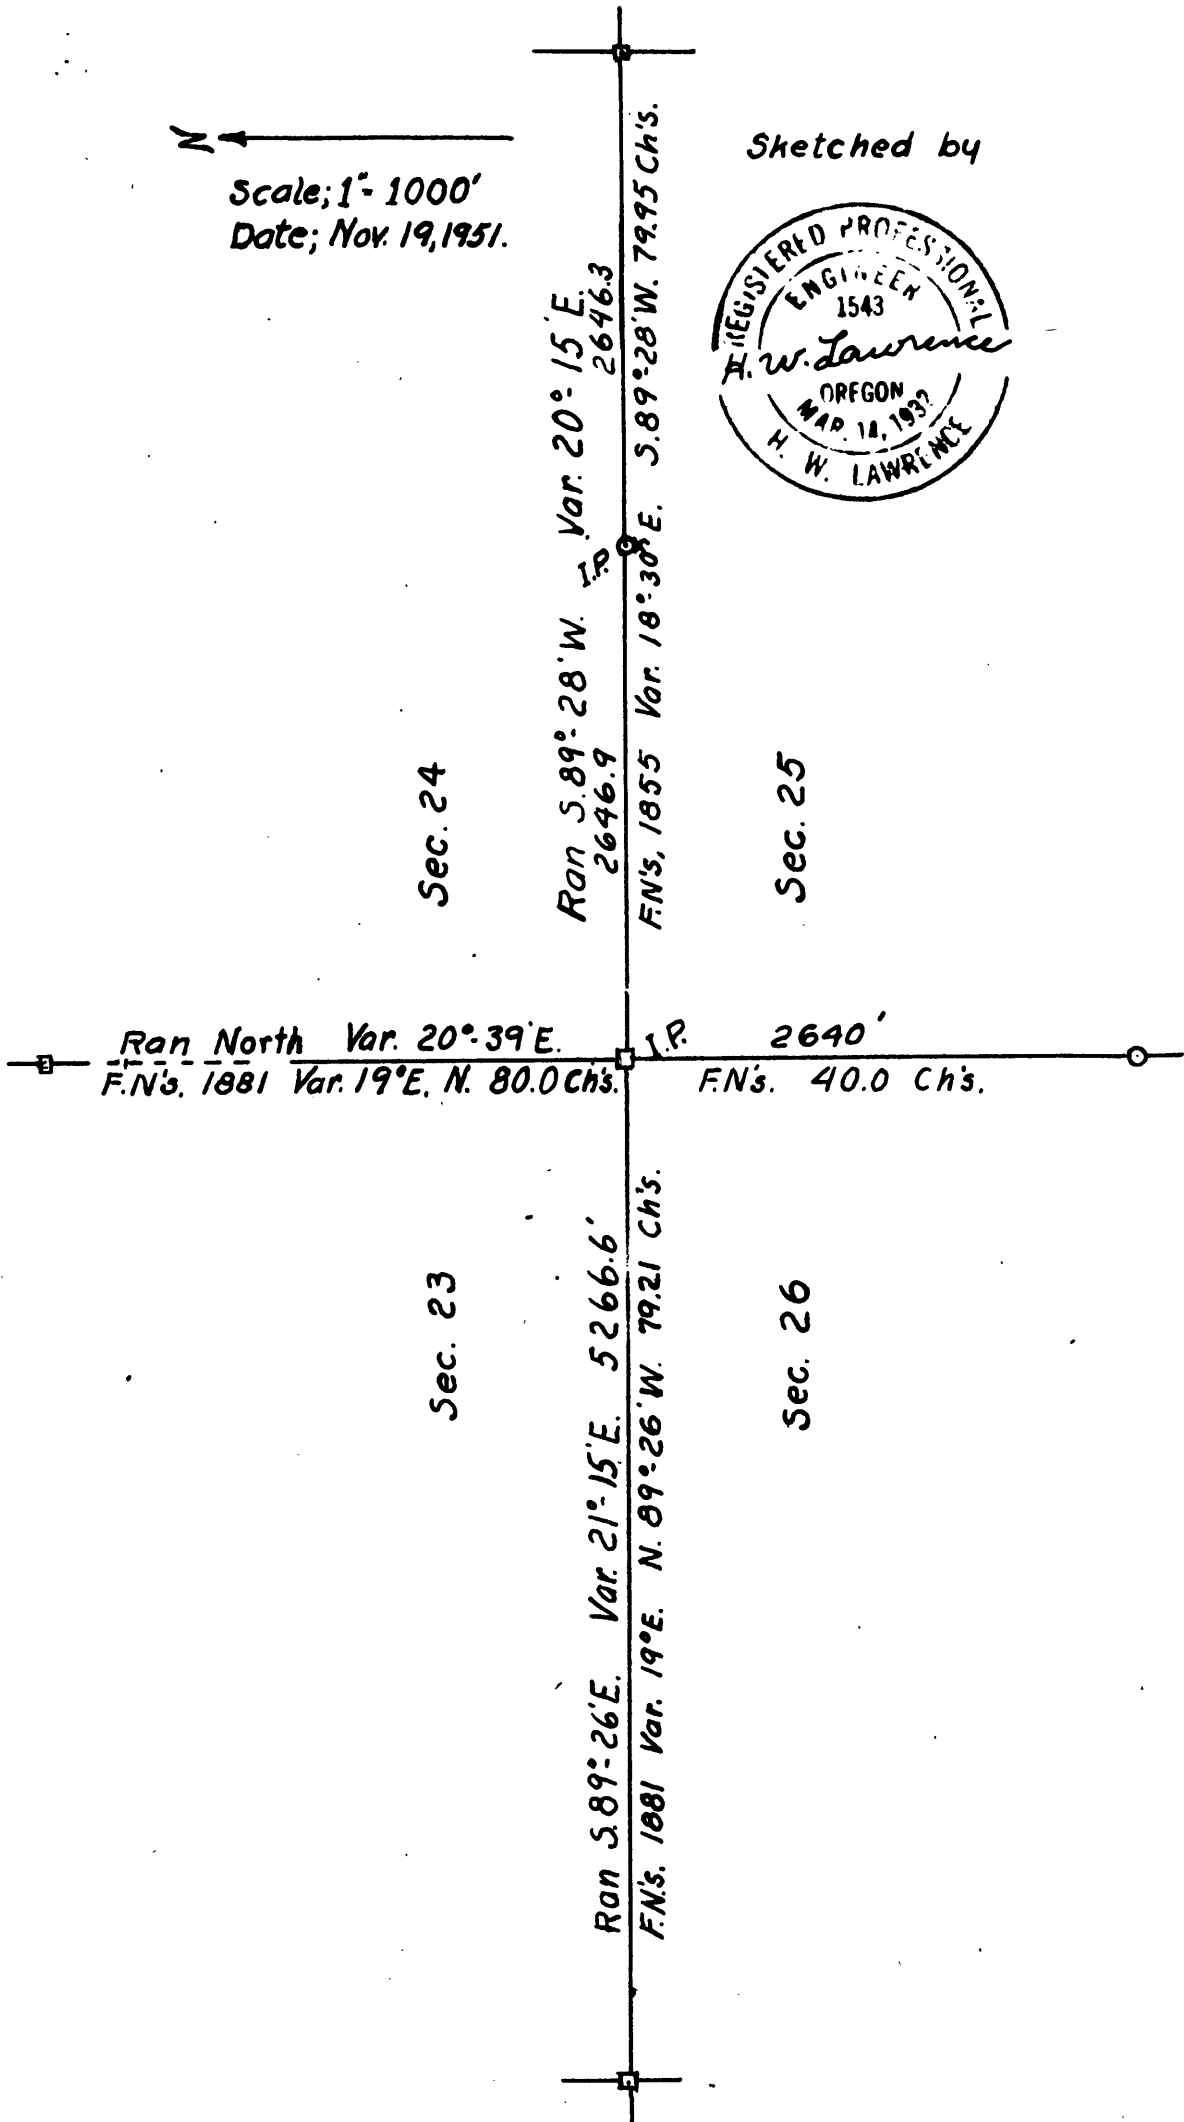 N
Scale; 1"- 1000'
Date; Nov. 19, 1951.
Sketched by
REGISTERED PROFESSIONAL
ENGINEER
1543
H. W. Lawrence
OREGON
MAR. 14, 1932
H. W. LAWRENCE
Ran S. 89°- 28' W. Var. 20°- 15' E.
2646.9
2646.3
I.P.
F.N's, 1855 Var. 18°-30' E. S. 89°-28' W. 79.95 Ch's.
Sec. 24
Sec. 25
Ran North Var. 20°-39' E.
F.N's. 1881 Var. 19°E. N. 80.0 Ch's.
I.P.
2640'
F.N's. 40.0 Ch's.
Sec. 23
Sec. 26
Ran S. 89°-26' E. Var. 21°-15' E. 5266.6'
F.N's. 1881 Var. 19°E. N. 89°-26' W. 79.21 Ch's.